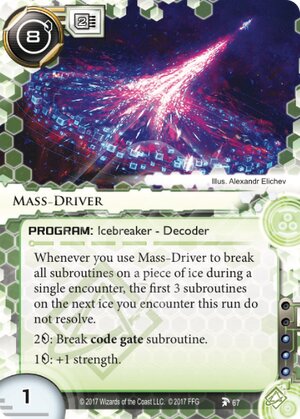 8
2
Illus. Alexandr Elichev
MASS-DRIVER
PROGRAM: Icebreaker - Decoder
Whenever you use Mass-Driver to break
all subroutines on a piece of ice during a
single encounter, the first 3 subroutines
on the next ice you encounter this run do
not resolve.
2: Break code gate subroutine.
1: +1 strength.
1
© 2017 Wizards of the Coast LLC. © 2017 FFG
67